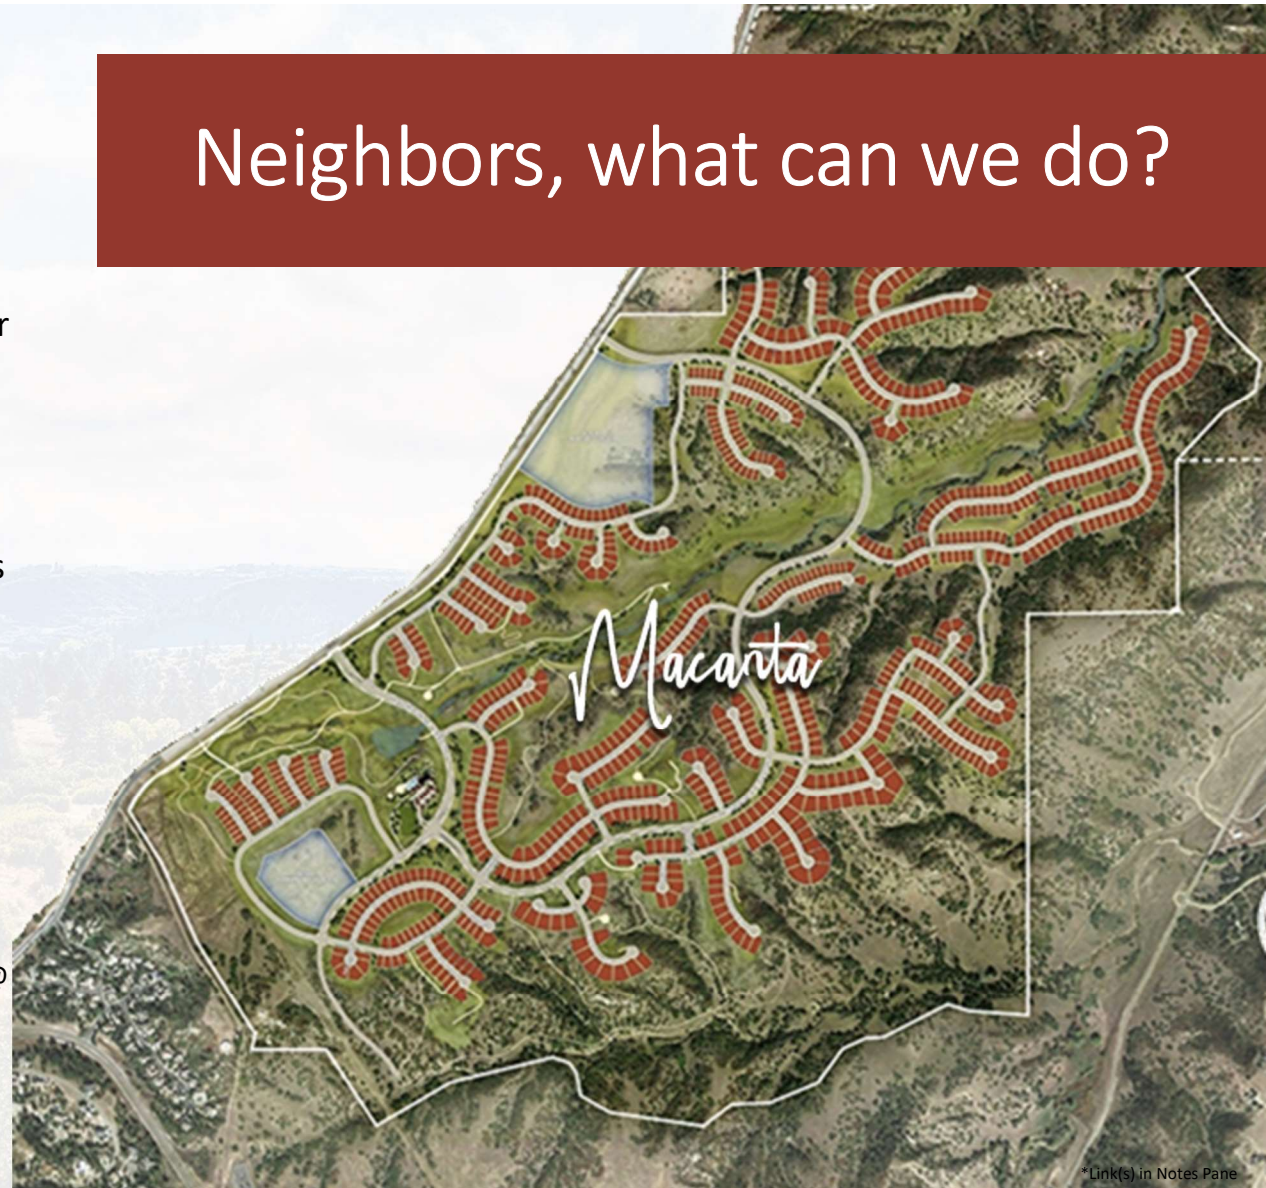 Neighbors, what can we do?
r
s
Macanta
o
*Link(s) in Notes Pane